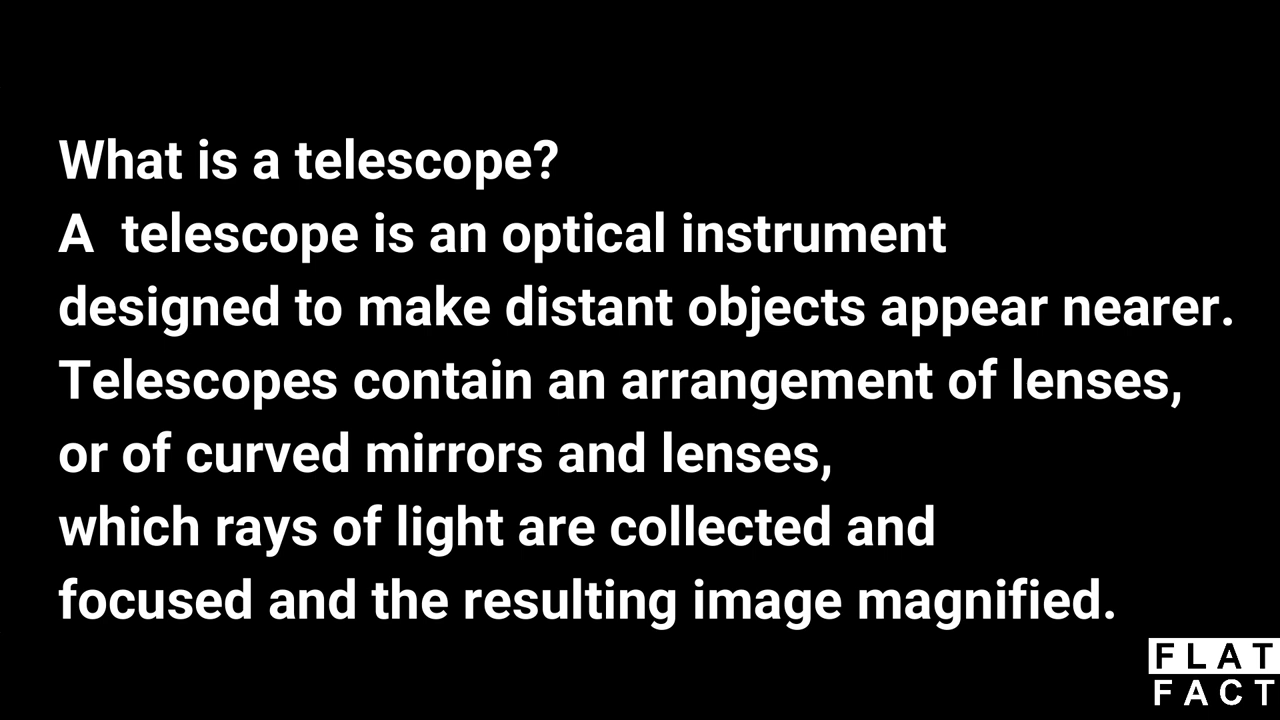 What is a telescope?
A  telescope is an optical instrument
designed to make distant objects appear nearer.
Telescopes contain an arrangement of lenses,
or of curved mirrors and lenses,
which rays of light are collected and
focused and the resulting image magnified.
FLAT
FACT